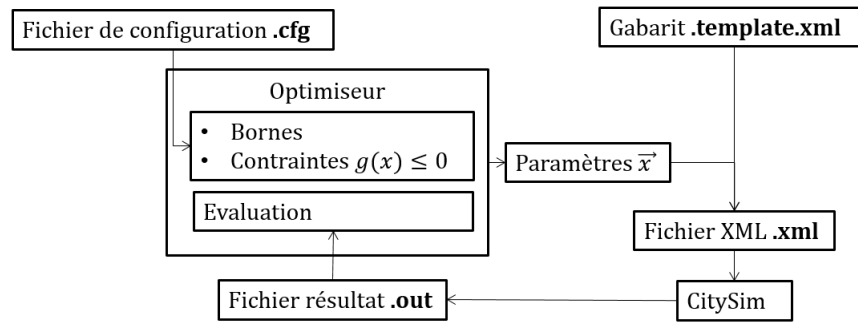 Fichier de configuration .cfg
Gabarit .template.xml
Optimiseur
• Bornes
• Contraintes g(x) ≤ 0
Paramètres x⃗
Evaluation
Fichier XML .xml
Fichier résultat .out
CitySim